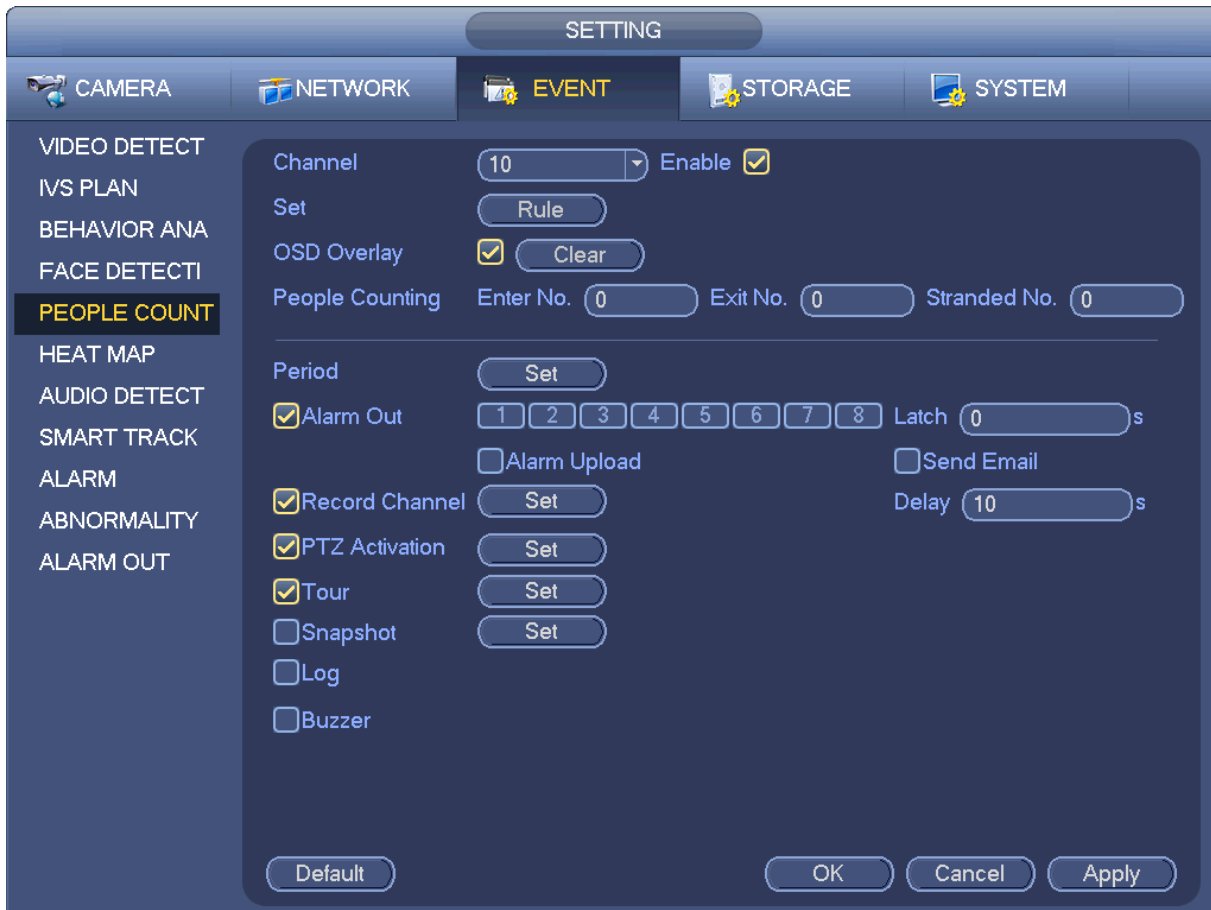 SETTING
CAMERA NETWORK EVENT STORAGE SYSTEM
VIDEO DETECT
IVS PLAN
BEHAVIOR ANA
FACE DETECTI
PEOPLE COUNT
HEAT MAP
AUDIO DETECT
SMART TRACK
ALARM
ABNORMALITY
ALARM OUT
Channel 10 Enable
Set Rule
OSD Overlay Clear
People Counting Enter No. 0 Exit No. 0 Stranded No. 0
Period Set
Alarm Out 1 2 3 4 5 6 7 8 Latch 0 s
Alarm Upload Send Email
Record Channel Set Delay 10 s
PTZ Activation Set
Tour Set
Snapshot Set
Log
Buzzer
Default OK Cancel Apply